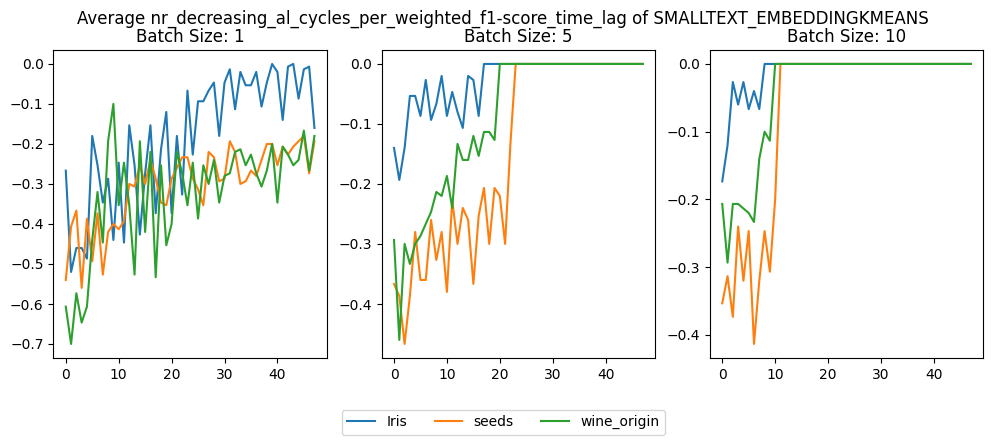 Average nr_decreasing_al_cycles_per_weighted_f1-score_time_lag of SMALLTEXT_EMBEDDINGKMEANS
Batch Size: 1
0.0
−0.1
−0.2
−0.3
−0.4
−0.5
−0.6
−0.7
0 10 20 30 40
Batch Size: 5
0.0
−0.1
−0.2
−0.3
−0.4
0 10 20 30 40
Batch Size: 10
0.0
−0.1
−0.2
−0.3
−0.4
0 20 40
Iris seeds wine_origin